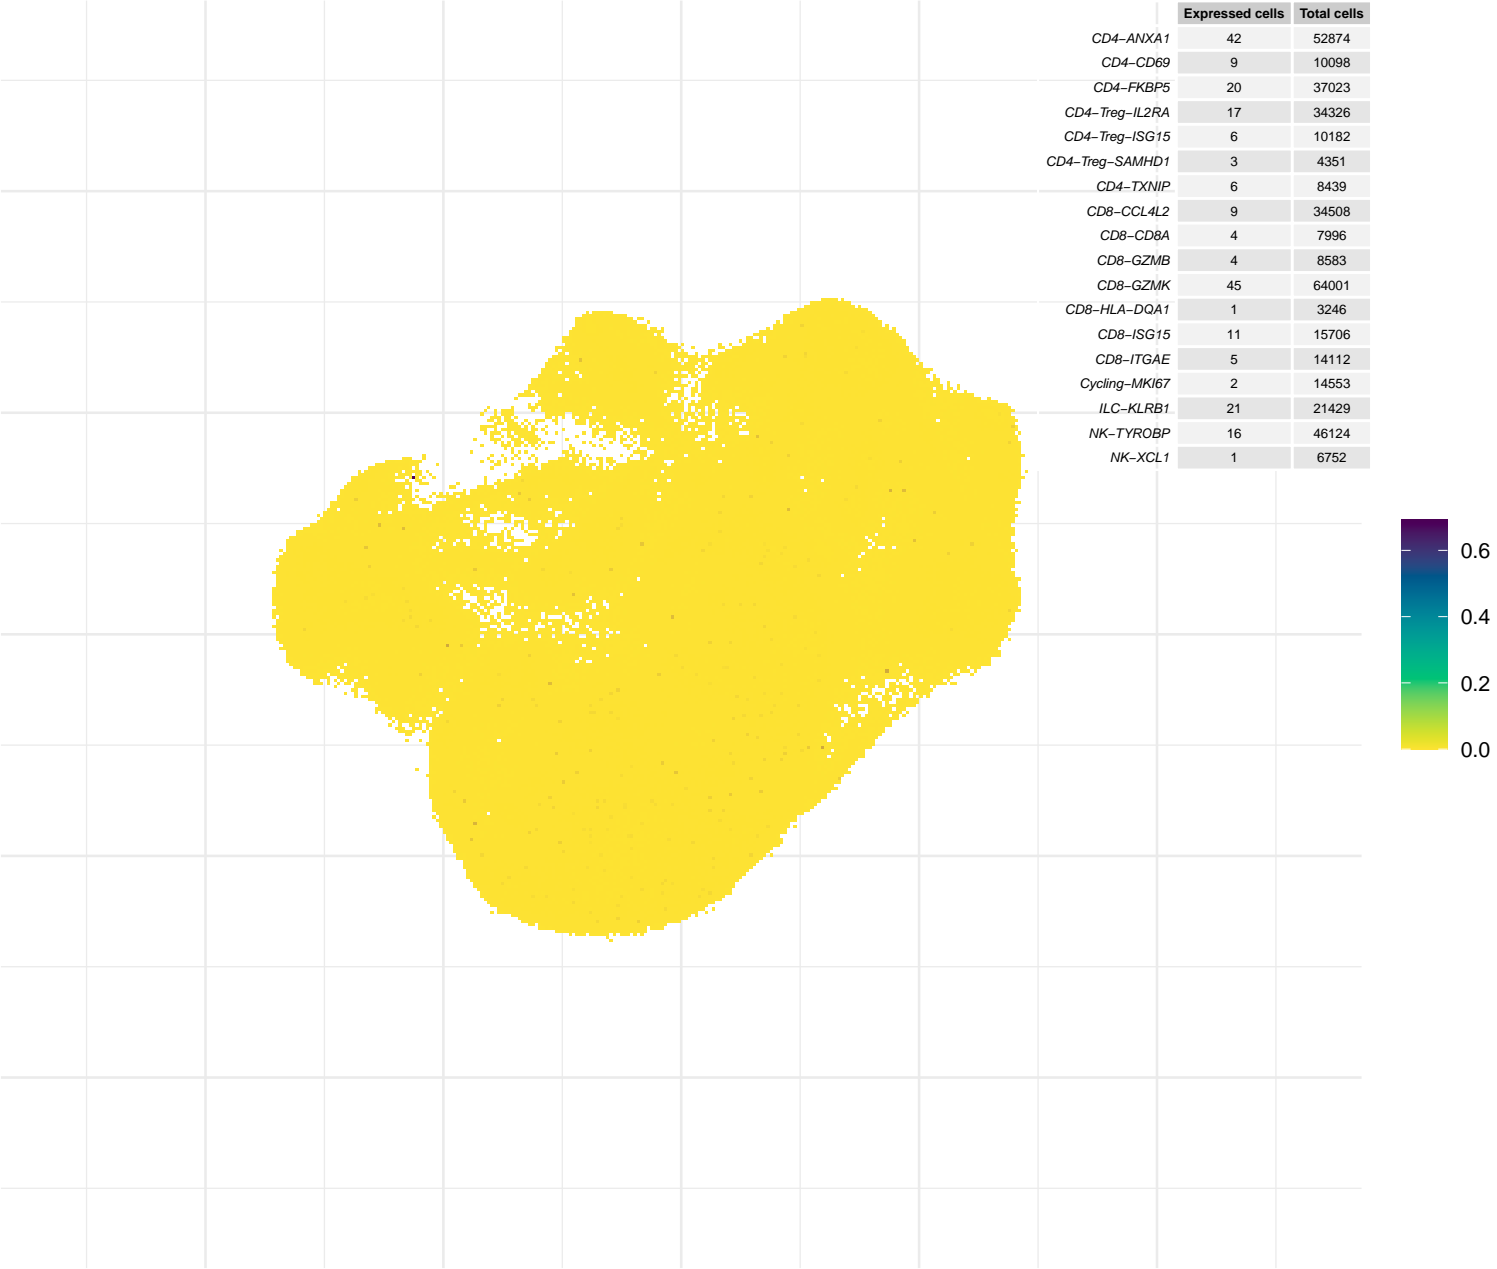 Expressed cells Total cells
CD4−ANXA1 42 52874
CD4−CD69 9 10098
CD4−FKBP5 20 37023
CD4−Treg−IL2RA 17 34326
CD4−Treg−ISG15 6 10182
CD4−Treg−SAMHD1 3 4351
CD4−TXNIP 6 8439
CD8−CCL4L2 9 34508
CD8−CD8A 4 7996
CD8−GZMB 4 8583
CD8−GZMK 45 64001
CD8−HLA−DQA1 1 3246
CD8−ISG15 11 15706
CD8−ITGAE 5 14112
Cycling−MKI67 2 14553
ILC−KLRB1 21 21429
NK−TYROBP 16 46124
NK−XCL1 1 6752
0.6
0.4
0.2
0.0